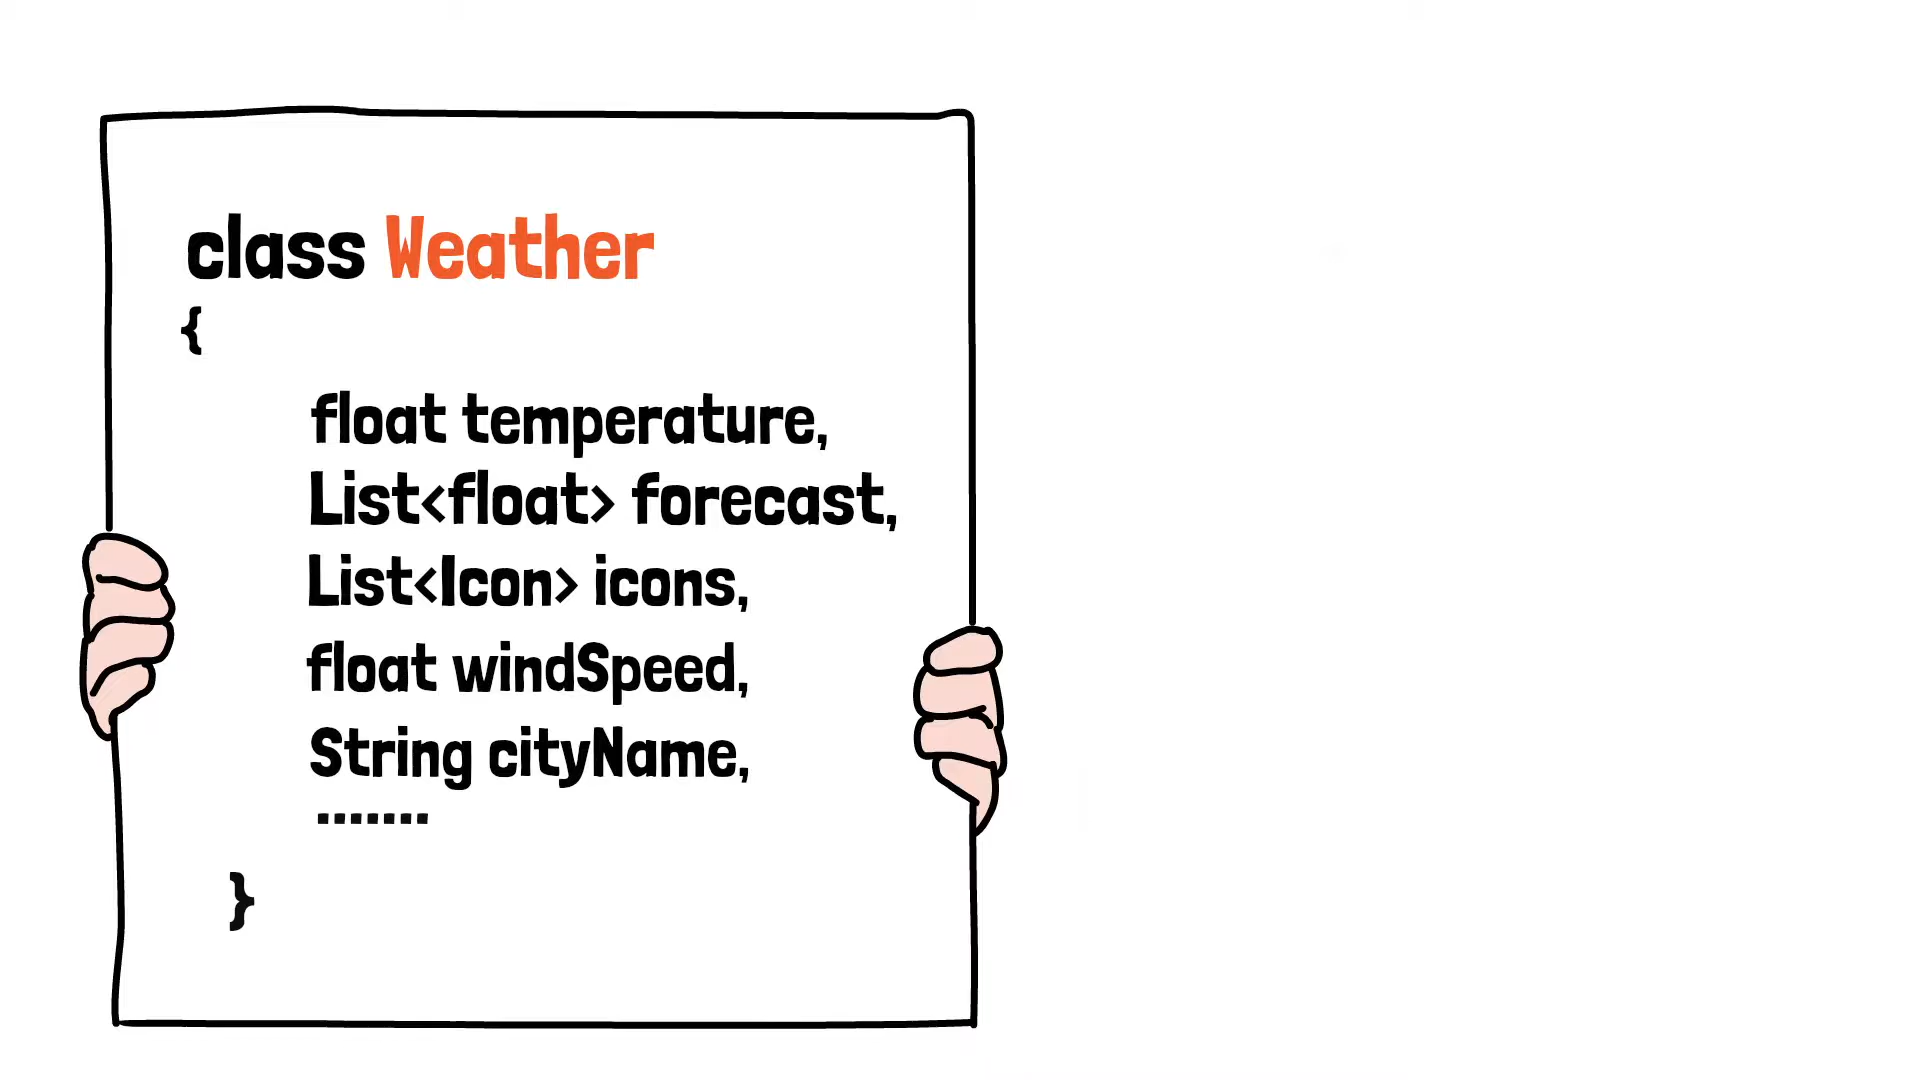 class Weather
{
float temperature,
List<float> forecast,
List<Icon> icons,
float windSpeed,
String cityName,
.......
}